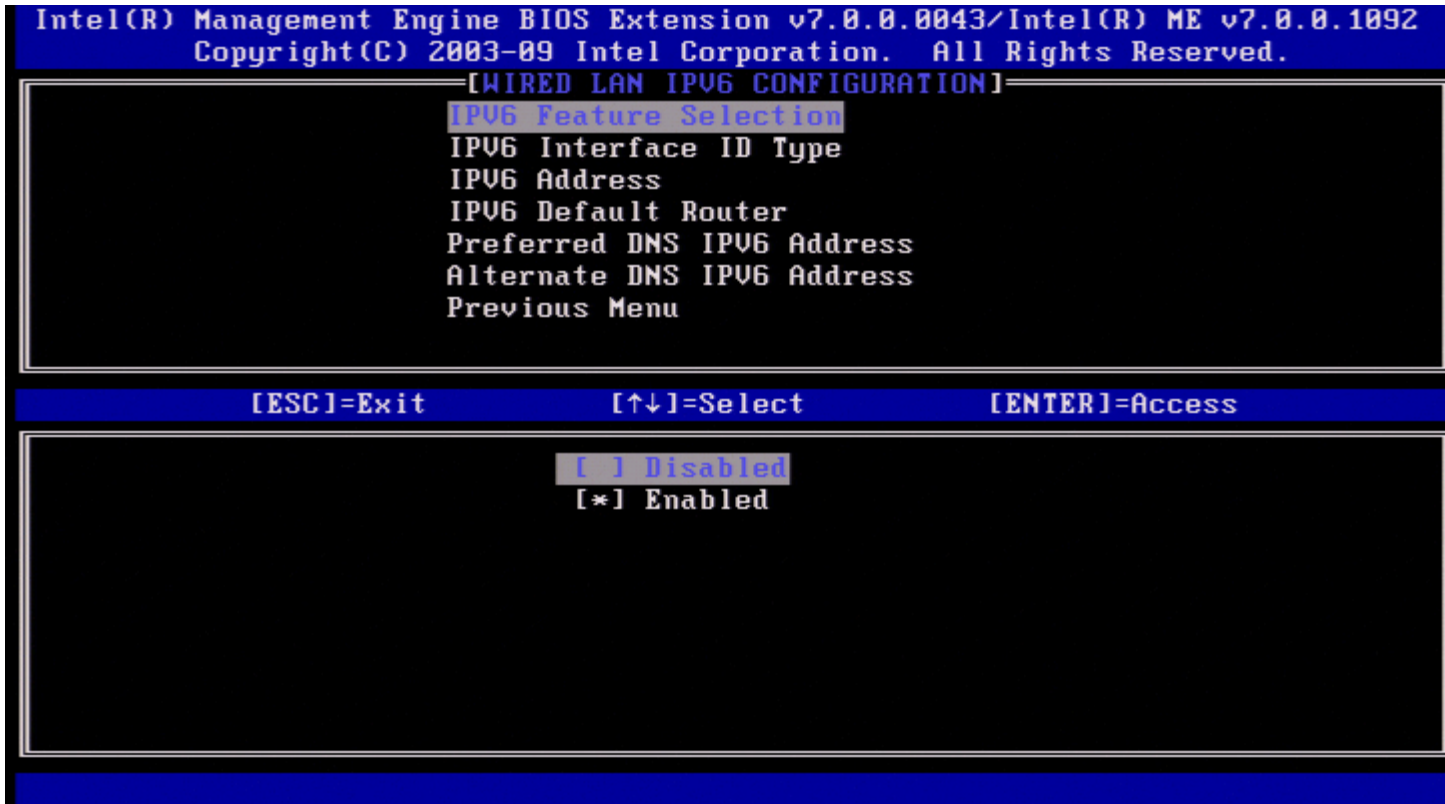 Intel(R) Management Engine BIOS Extension v7.0.0.0043/Intel(R) ME v7.0.0.1092
Copyright(C) 2003-09 Intel Corporation. All Rights Reserved.
[WIRED LAN IPV6 CONFIGURATION]
IPV6 Feature Selection
IPV6 Interface ID Type
IPV6 Address
IPV6 Default Router
Preferred DNS IPV6 Address
Alternate DNS IPV6 Address
Previous Menu
[ESC]=Exit [↑↓]=Select [ENTER]=Access
[ ] Disabled
[*] Enabled